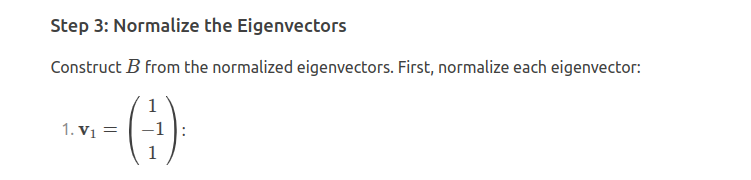 Step 3: Normalize the Eigenvectors
Construct B from the normalized eigenvectors. First, normalize each eigenvector:
1
1. v₁ = ( −1 ) :
1